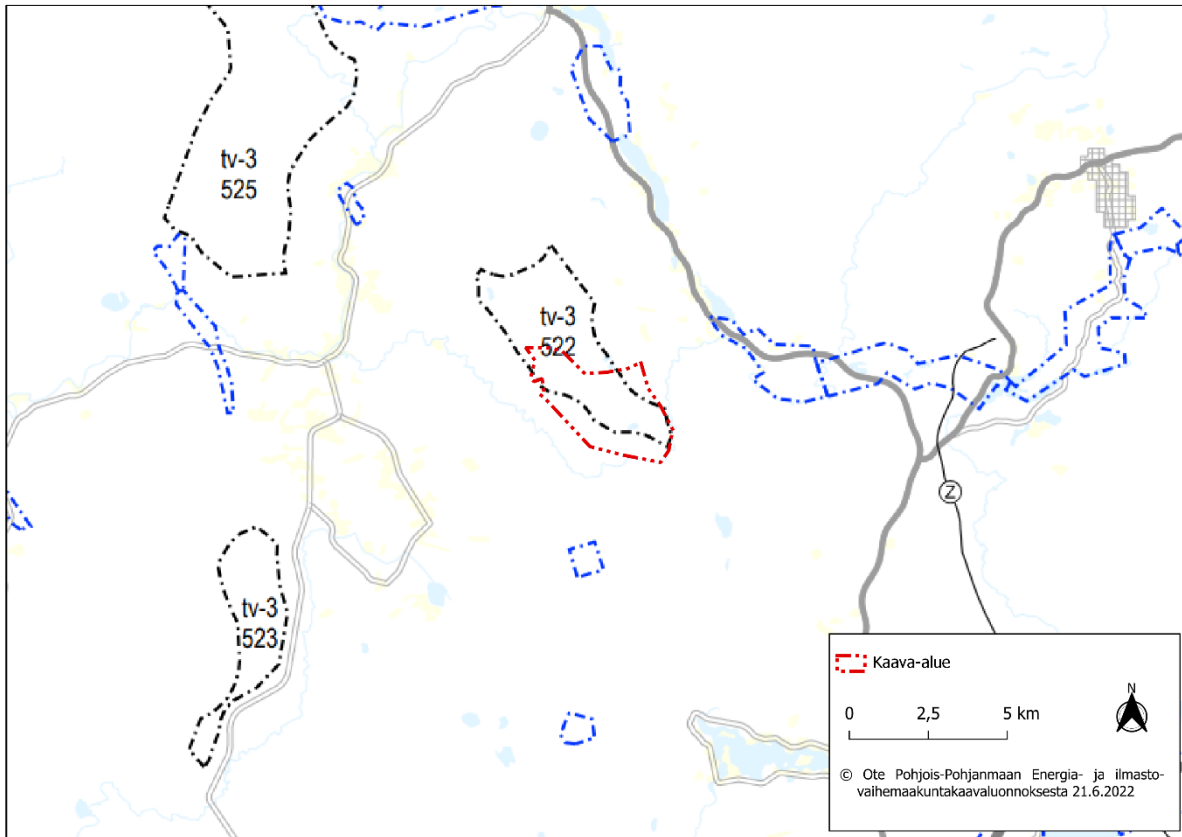 tv-3
525
tv-3
522
Z
tv-3
523
Kaava-alue
0 2,5 5 km
N
© Ote Pohjois-Pohjanmaan Energia- ja ilmasto-
vaihemaakuntakaavaluonnoksesta 21.6.2022